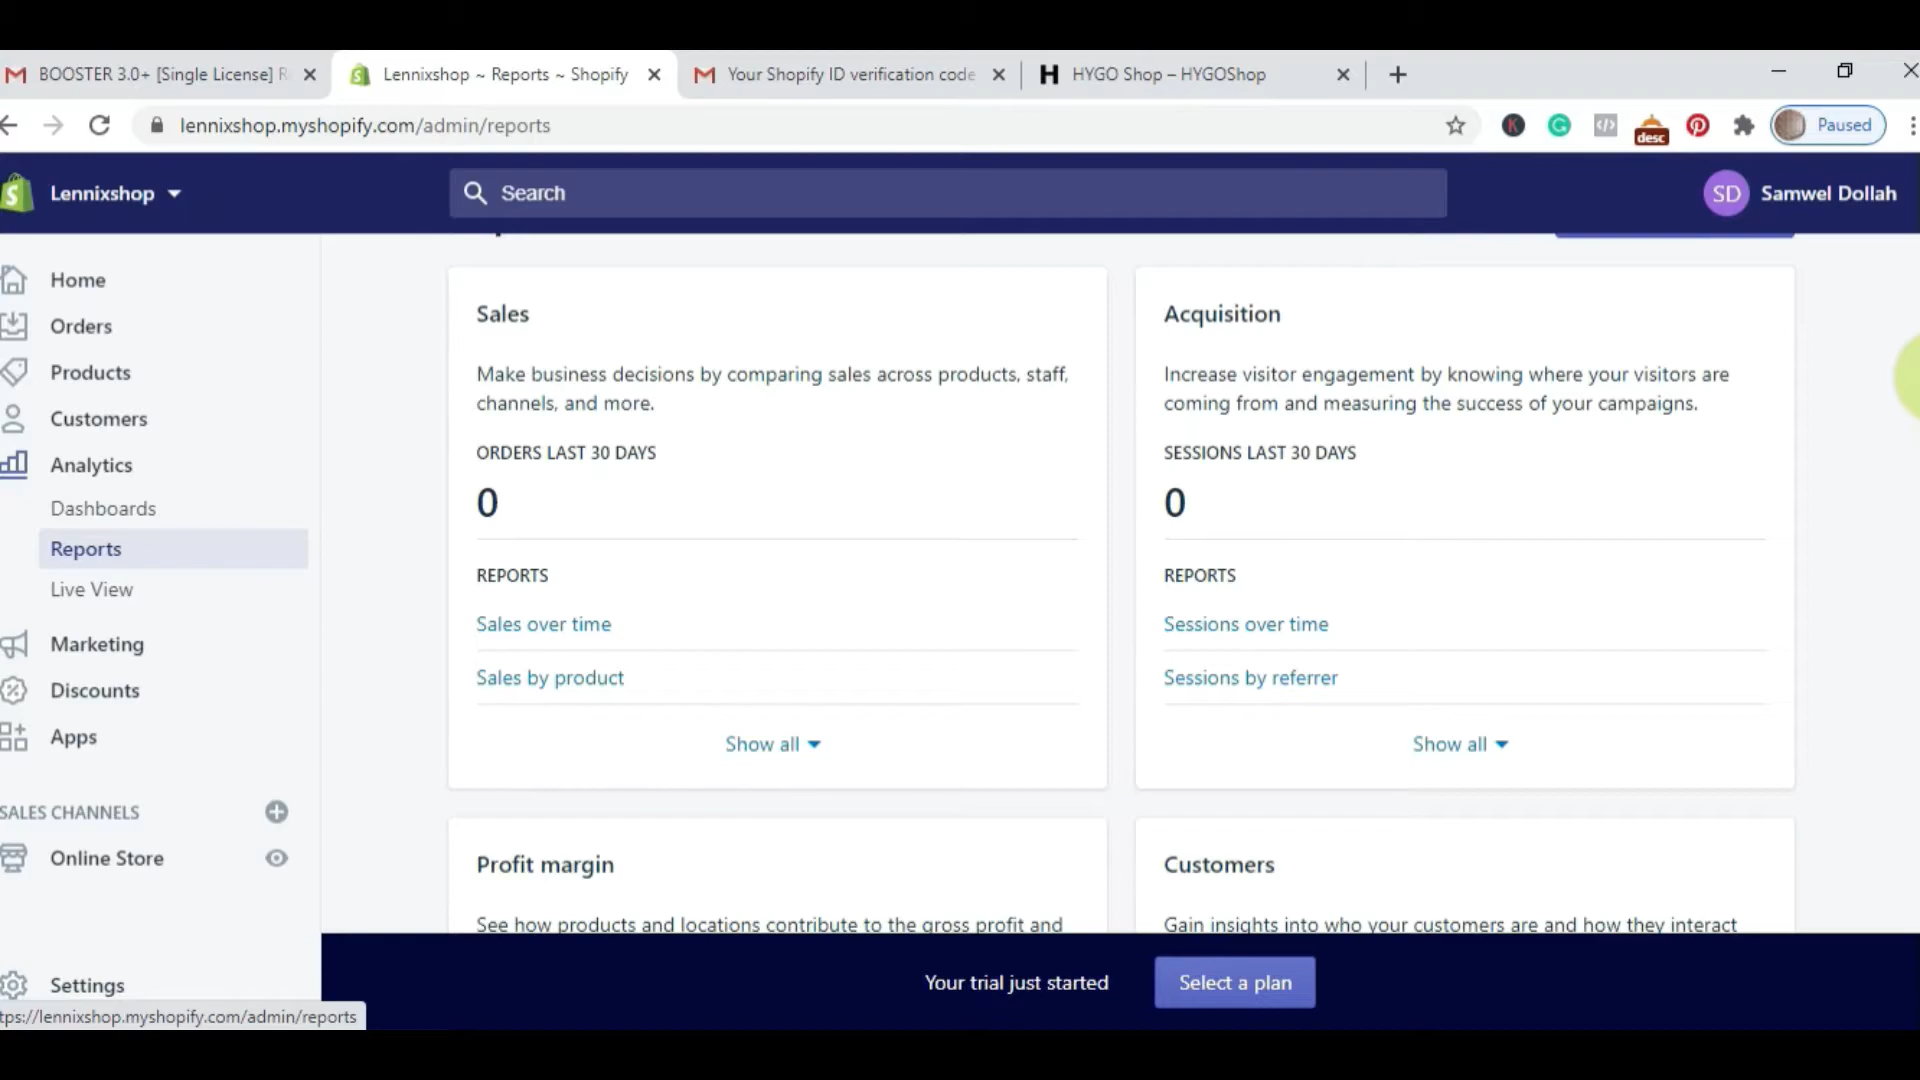 BOOSTER 3.0+ [Single License] R
Lennixshop ~ Reports ~ Shopify
Your Shopify ID verification code
H HYGO Shop – HYGOShop
lennixshop.myshopify.com/admin/reports
K
desc
Paused
Lennixshop
Search
SD Samwel Dollah
Home
Orders
Products
Customers
Analytics
Dashboards
Reports
Live View
Marketing
Discounts
Apps
SALES CHANNELS
Online Store
Settings
Sales
Make business decisions by comparing sales across products, staff,
channels, and more.
ORDERS LAST 30 DAYS
0
REPORTS
Sales over time
Sales by product
Show all
Acquisition
Increase visitor engagement by knowing where your visitors are
coming from and measuring the success of your campaigns.
SESSIONS LAST 30 DAYS
0
REPORTS
Sessions over time
Sessions by referrer
Show all
Profit margin
See how products and locations contribute to the gross profit and
Customers
Gain insights into who your customers are and how they interact
Your trial just started
Select a plan
tps://lennixshop.myshopify.com/admin/reports